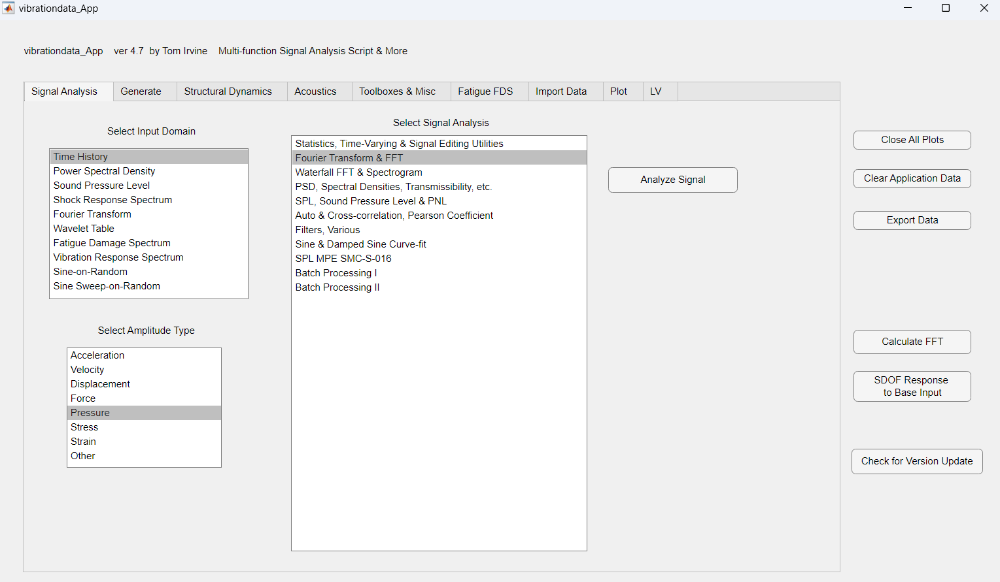 vibrationdata_App
vibrationdata_App ver 4.7 by Tom Irvine Multi-function Signal Analysis Script & More
Signal Analysis Generate Structural Dynamics Acoustics Toolboxes & Misc Fatigue FDS Import Data Plot LV
Select Input Domain
Time History
Power Spectral Density
Sound Pressure Level
Shock Response Spectrum
Fourier Transform
Wavelet Table
Fatigue Damage Spectrum
Vibration Response Spectrum
Sine-on-Random
Sine Sweep-on-Random
Select Amplitude Type
Acceleration
Velocity
Displacement
Force
Pressure
Stress
Strain
Other
Select Signal Analysis
Statistics, Time-Varying & Signal Editing Utilities
Fourier Transform & FFT
Waterfall FFT & Spectrogram
PSD, Spectral Densities, Transmissibility, etc.
SPL, Sound Pressure Level & PNL
Auto & Cross-correlation, Pearson Coefficient
Filters, Various
Sine & Damped Sine Curve-fit
SPL MPE SMC-S-016
Batch Processing I
Batch Processing II
Analyze Signal
Close All Plots
Clear Application Data
Export Data
Calculate FFT
SDOF Response
to Base Input
Check for Version Update